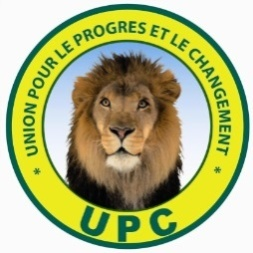 * UNION POUR LE PROGRES ET LE CHANGEMENT *
UPC